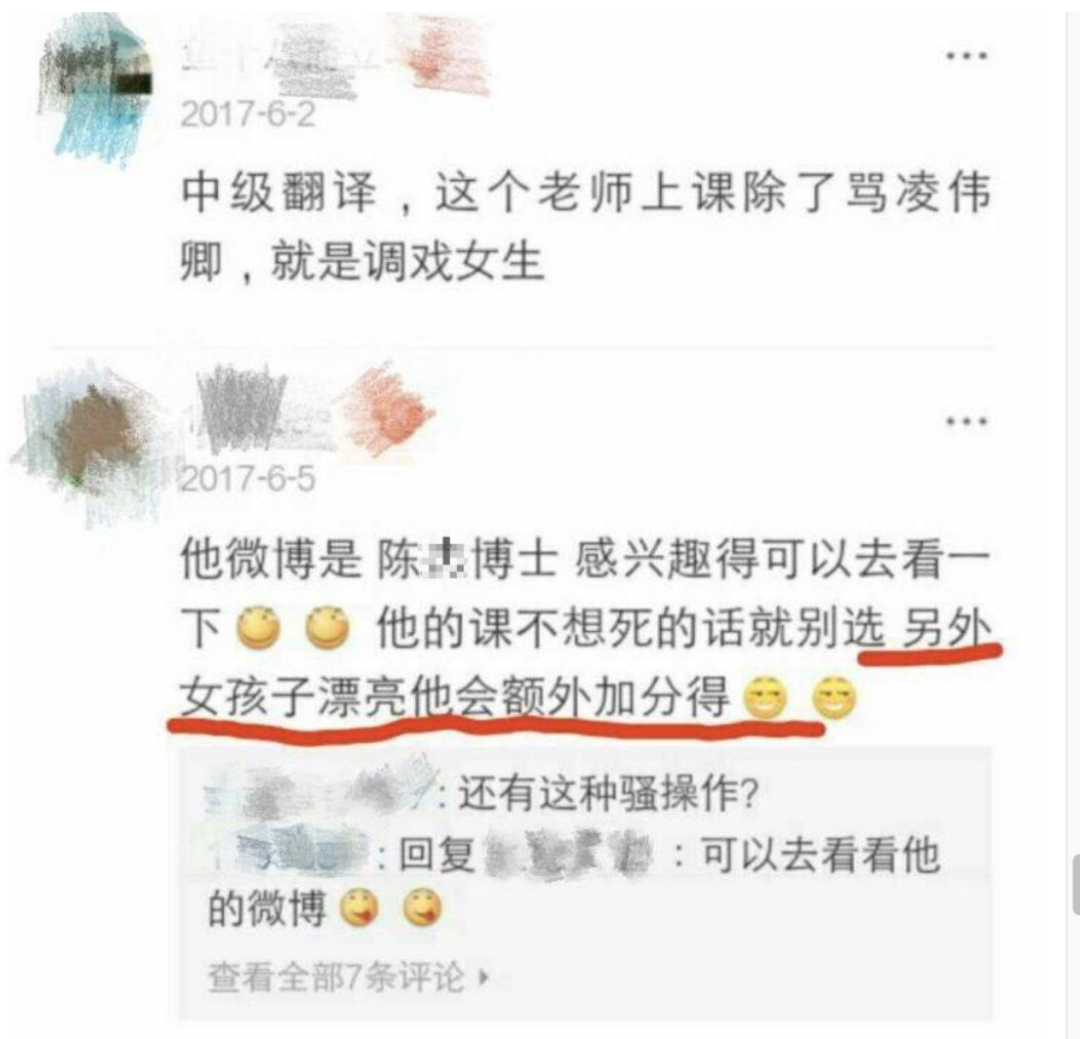 2017-6-2
中级翻译，这个老师上课除了骂凌伟
卿，就是调戏女生
2017-6-5
他微博是 陈 博士 感兴趣得可以去看一
下 他的课不想死的话就别选 另外
女孩子漂亮他会额外加分得
: 还有这种骚操作?
: 回复 : 可以去看看他
的微博
查看全部7条评论